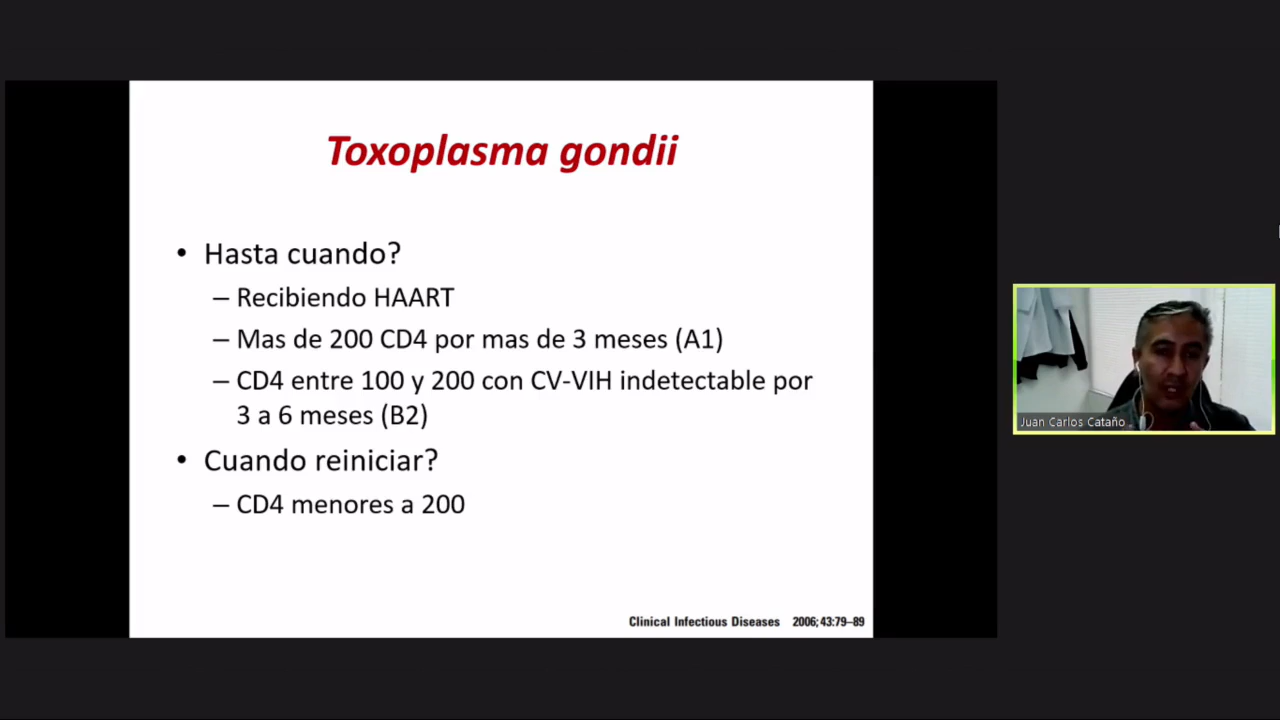 Toxoplasma gondii
• Hasta cuando?
– Recibiendo HAART
– Mas de 200 CD4 por mas de 3 meses (A1)
– CD4 entre 100 y 200 con CV-VIH indetectable por
3 a 6 meses (B2)
• Cuando reiniciar?
– CD4 menores a 200
Clinical Infectious Diseases 2006; 43:79–89
Juan Carlos Cataño